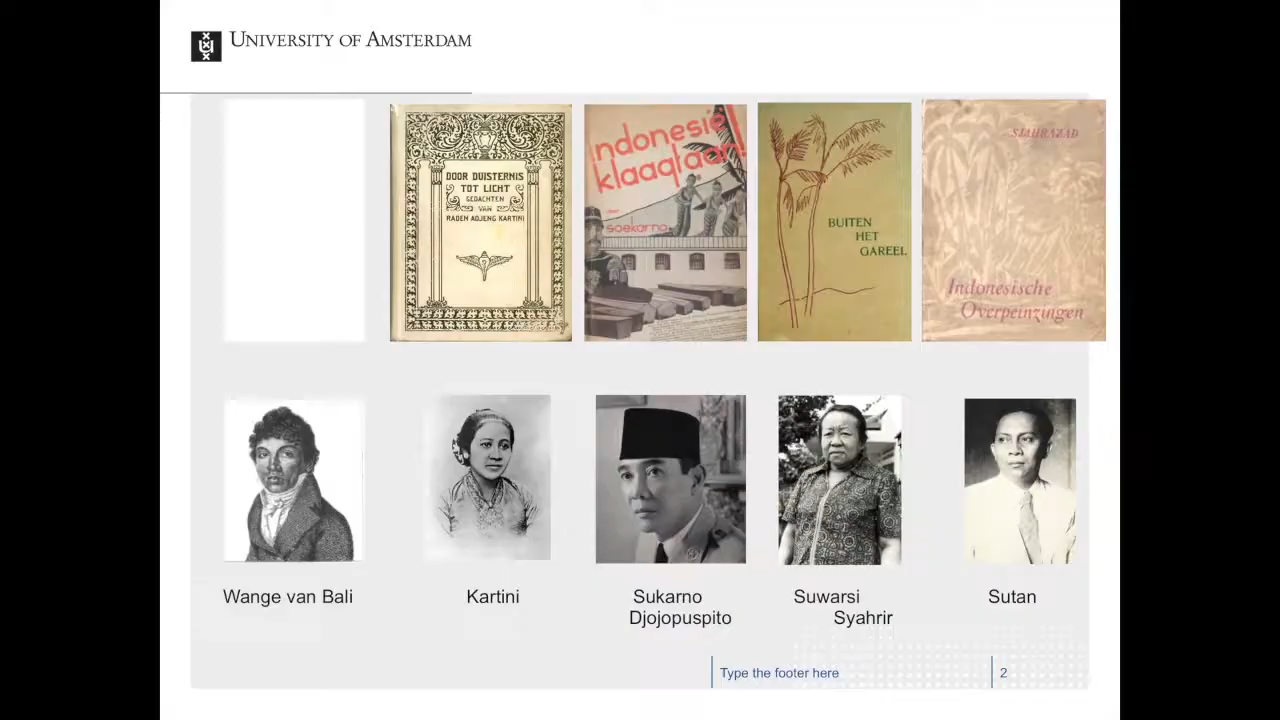 UNIVERSITY OF AMSTERDAM
DOOR DUISTERNIS
TOT LICHT
GEDACHTEN
VAN
RADEN ADJENG KARTINI
Indonesië
klaagt aan!
soekarno
BUITEN
HET
GAREEL
SJAHRAZAD
Indonesische
Overpeinzingen
Wange van Bali
Kartini
Sukarno
Suwarsi
Sutan
Djojopuspito
Syahrir
Type the footer here
2